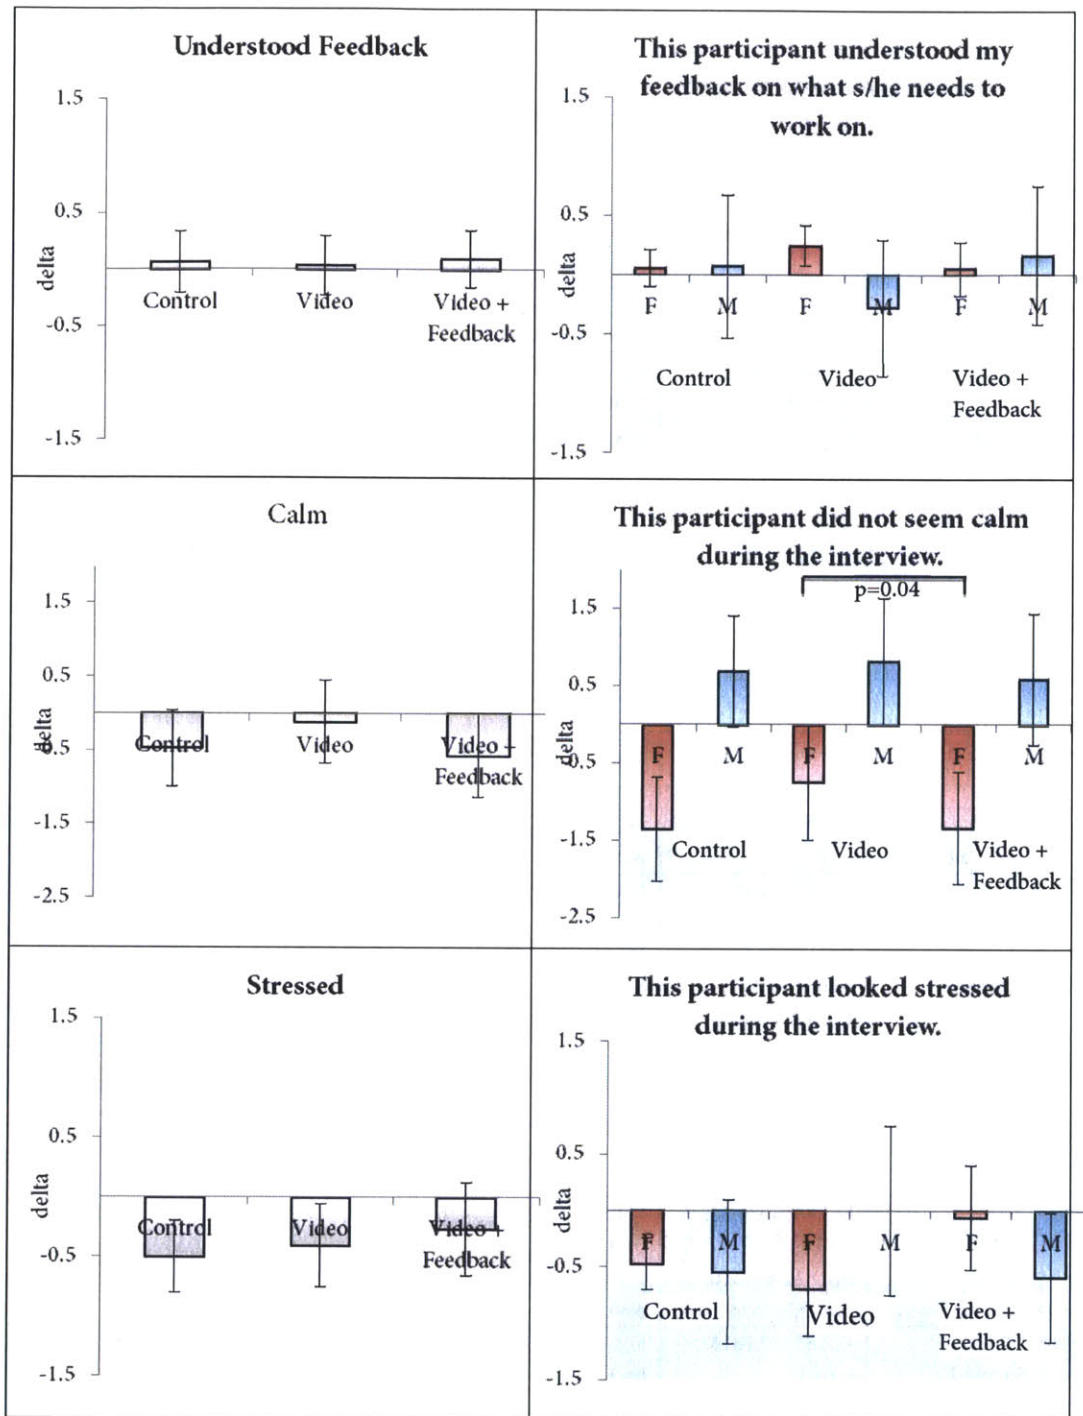 Understood Feedback
1.5
0.5
-0.5
-1.5
delta
Control
Video
Video +
Feedback
This participant understood my
feedback on what s/he needs to
work on.
1.5
0.5
-0.5
-1.5
delta
F
M
F
M
F
M
Control
Video
Video +
Feedback
Calm
1.5
0.5
-0.5
-1.5
-2.5
delta
Control
Video
Video +
Feedback
This participant did not seem calm
during the interview.
p=0.04
1.5
0.5
-0.5
-1.5
-2.5
delta
F
M
F
M
F
M
Control
Video
Video +
Feedback
Stressed
1.5
0.5
-0.5
-1.5
delta
Control
Video
Video +
Feedback
This participant looked stressed
during the interview.
1.5
0.5
-0.5
-1.5
delta
F
M
F
M
F
M
Control
Video
Video +
Feedback